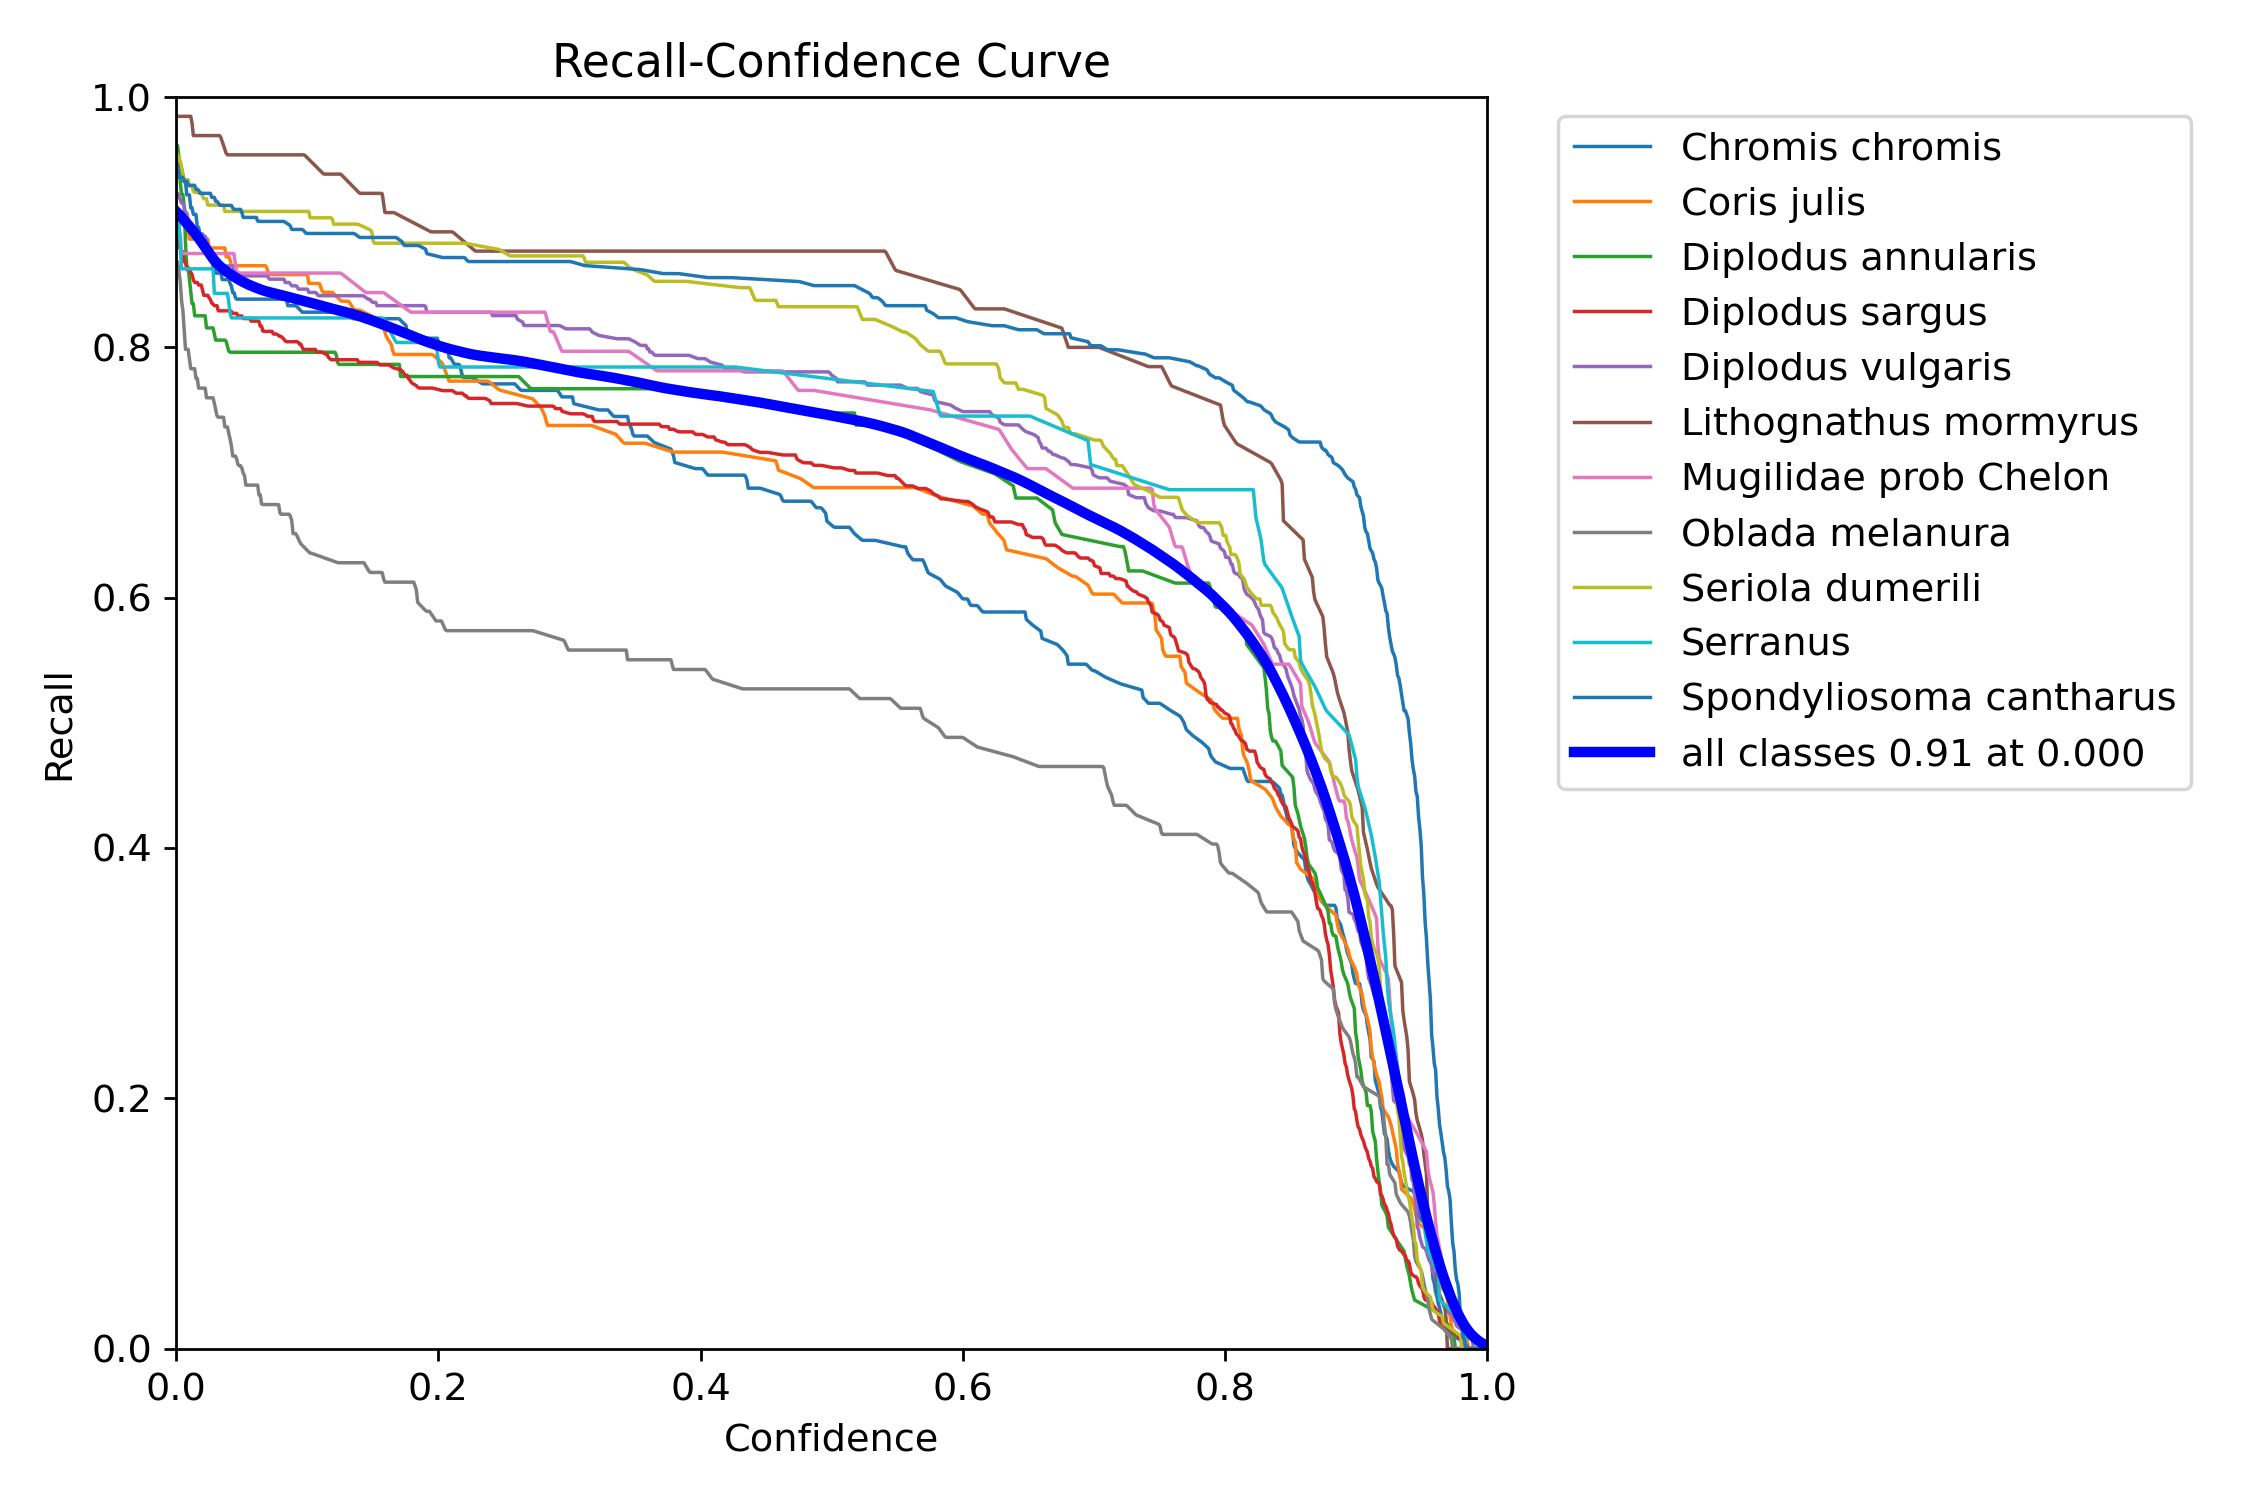 Recall-Confidence Curve
1.0
0.8
0.6
0.4
0.2
0.0
Recall
0.0 0.2 0.4 0.6 0.8 1.0
Confidence
Chromis chromis
Coris julis
Diplodus annularis
Diplodus sargus
Diplodus vulgaris
Lithognathus mormyrus
Mugilidae prob Chelon
Oblada melanura
Seriola dumerili
Serranus
Spondyliosoma cantharus
all classes 0.91 at 0.000